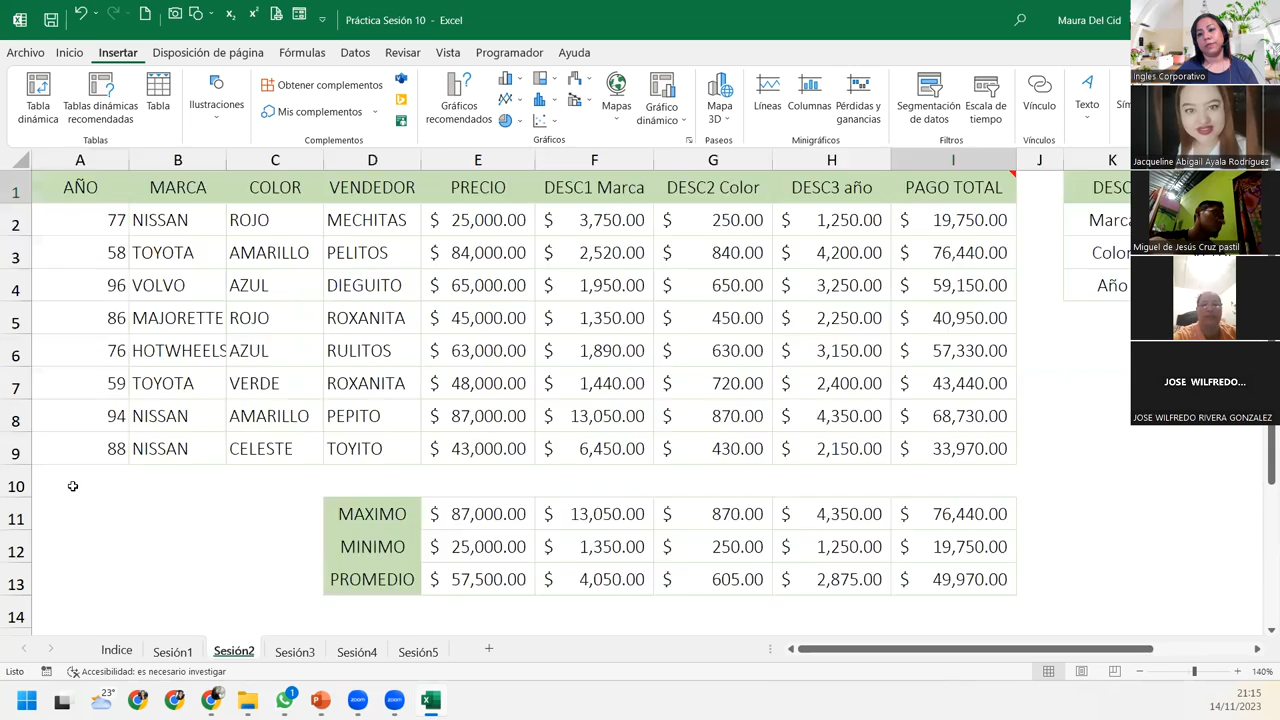 Práctica Sesión 10 - Excel
Maura Del Cid
Archivo Inicio Insertar Disposición de página Fórmulas Datos Revisar Vista Programador Ayuda
Tabla dinámica
Tablas dinámicas recomendadas
Tabla
Tablas
Ilustraciones
Obtener complementos
Mis complementos
Complementos
Gráficos recomendados
Mapas
Gráfico dinámico
Gráficos
Mapa 3D
Paseos
Líneas
Columnas
Pérdidas y ganancias
Minigráficos
Segmentación de datos
Escala de tiempo
Filtros
Vínculo
Vínculos
Texto
A B C D E F G H I J K
1 AÑO MARCA COLOR VENDEDOR PRECIO DESC1 Marca DESC2 Color DESC3 año PAGO TOTAL
2 77 NISSAN ROJO MECHITAS $ 25,000.00 $ 3,750.00 $ 250.00 $ 1,250.00 $ 19,750.00
3 58 TOYOTA AMARILLO PELITOS $ 84,000.00 $ 2,520.00 $ 840.00 $ 4,200.00 $ 76,440.00
4 96 VOLVO AZUL DIEGUITO $ 65,000.00 $ 1,950.00 $ 650.00 $ 3,250.00 $ 59,150.00 Año
5 86 MAJORETTE ROJO ROXANITA $ 45,000.00 $ 1,350.00 $ 450.00 $ 2,250.00 $ 40,950.00
6 76 HOTWHEELS AZUL RULITOS $ 63,000.00 $ 1,890.00 $ 630.00 $ 3,150.00 $ 57,330.00
7 59 TOYOTA VERDE ROXANITA $ 48,000.00 $ 1,440.00 $ 720.00 $ 2,400.00 $ 43,440.00
8 94 NISSAN AMARILLO PEPITO $ 87,000.00 $ 13,050.00 $ 870.00 $ 4,350.00 $ 68,730.00
9 88 NISSAN CELESTE TOYITO $ 43,000.00 $ 6,450.00 $ 430.00 $ 2,150.00 $ 33,970.00
10
11 MAXIMO $ 87,000.00 $ 13,050.00 $ 870.00 $ 4,350.00 $ 76,440.00
12 MINIMO $ 25,000.00 $ 1,350.00 $ 250.00 $ 1,250.00 $ 19,750.00
13 PROMEDIO $ 57,500.00 $ 4,050.00 $ 605.00 $ 2,875.00 $ 49,970.00
14
Indice Sesión1 Sesión2 Sesión3 Sesión4 Sesión5
Listo
Accesibilidad: es necesario investigar
140%
23°
1
21:15
14/11/2023
Ingles Corporativo
Jacqueline Abigail Ayala Rodríguez
Miguel de Jesús Cruz pastil
JOSE WILFREDO...
JOSE WILFREDO RIVERA GONZALEZ